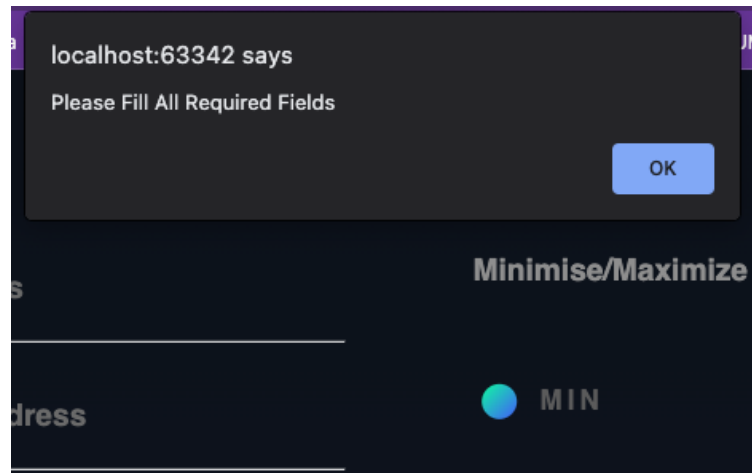 localhost:63342 says
Please Fill All Required Fields
OK
Minimise/Maximize
MIN